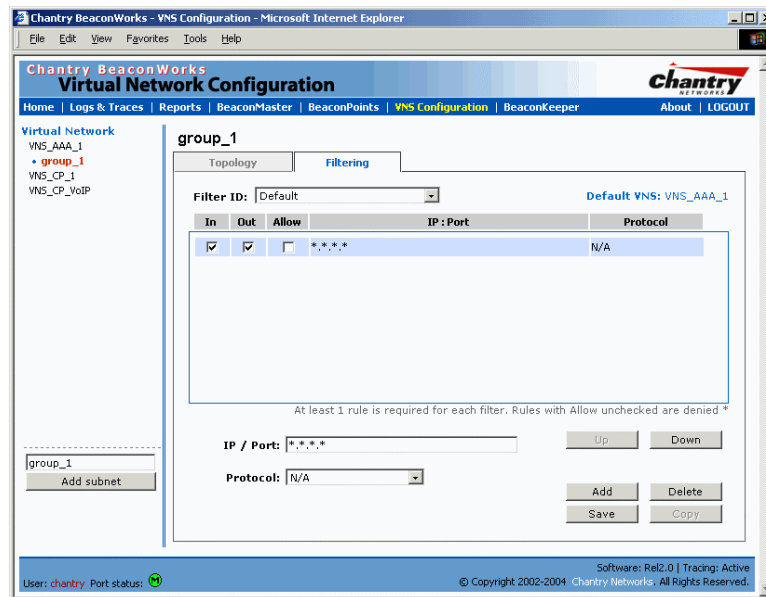 Chantry BeaconWorks - VNS Configuration - Microsoft Internet Explorer
File Edit View Favorites Tools Help
Chantry BeaconWorks
Virtual Network Configuration
Chantry
NETWORKS
Home | Logs & Traces | Reports | BeaconMaster | BeaconPoints | VNS Configuration | BeaconKeeper About | LOGOUT
Virtual Network
VNS_AAA_1
group_1
VNS_CP_1
VNS_CP_VoIP
group_1
Add subnet
group_1
Topology Filtering
Filter ID: Default Default VNS: VNS_AAA_1
In Out Allow IP : Port Protocol
*.*.*.* N/A
At least 1 rule is required for each filter. Rules with Allow unchecked are denied *
IP / Port: *.*.*.* Up Down
Protocol: N/A
Add Delete
Save Copy
Software: Rel2.0 | Tracing: Active
User: chantry Port status: M © Copyright 2002-2004 Chantry Networks. All Rights Reserved.